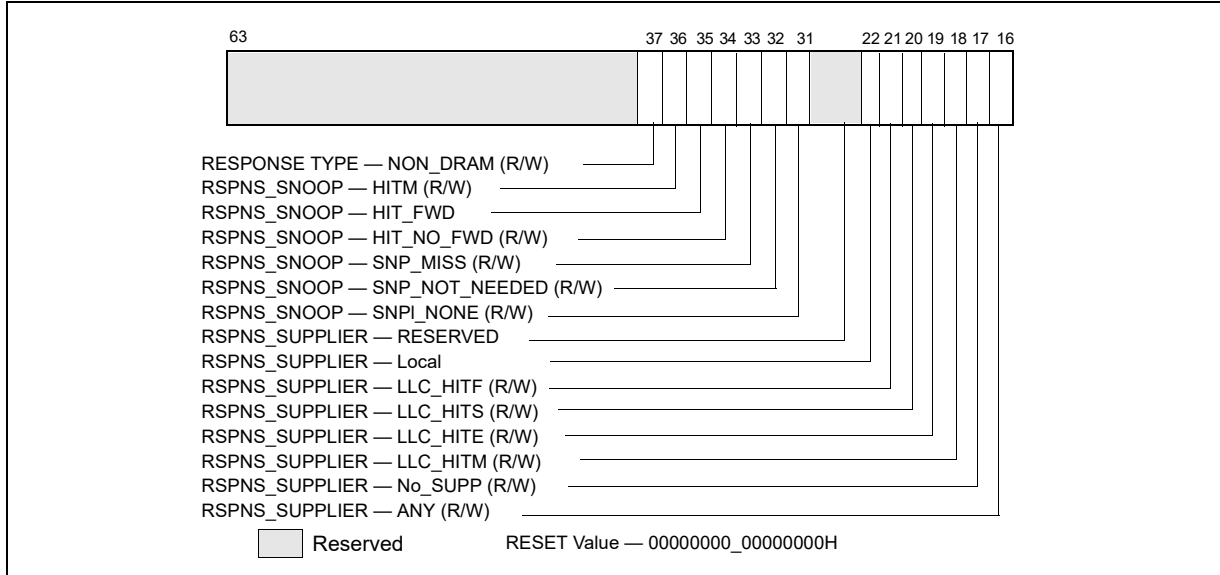 63 37 36 35 34 33 32 31 22 21 20 19 18 17 16
RESPONSE TYPE — NON_DRAM (R/W)
RSPNS_SNOOP — HITM (R/W)
RSPNS_SNOOP — HIT_FWD
RSPNS_SNOOP — HIT_NO_FWD (R/W)
RSPNS_SNOOP — SNP_MISS (R/W)
RSPNS_SNOOP — SNP_NOT_NEEDED (R/W)
RSPNS_SNOOP — SNPl_NONE (R/W)
RSPNS_SUPPLIER — RESERVED
RSPNS_SUPPLIER — Local
RSPNS_SUPPLIER — LLC_HITF (R/W)
RSPNS_SUPPLIER — LLC_HITS (R/W)
RSPNS_SUPPLIER — LLC_HITE (R/W)
RSPNS_SUPPLIER — LLC_HITM (R/W)
RSPNS_SUPPLIER — No_SUPP (R/W)
RSPNS_SUPPLIER — ANY (R/W)
Reserved RESET Value — 00000000_00000000H